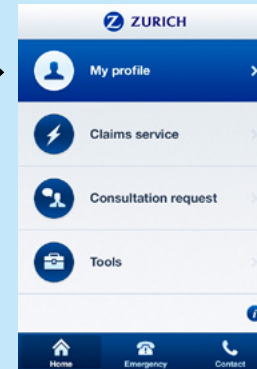 ZURICH
My profile
Claims service
Consultation request
Tools
Home Emergency Contact